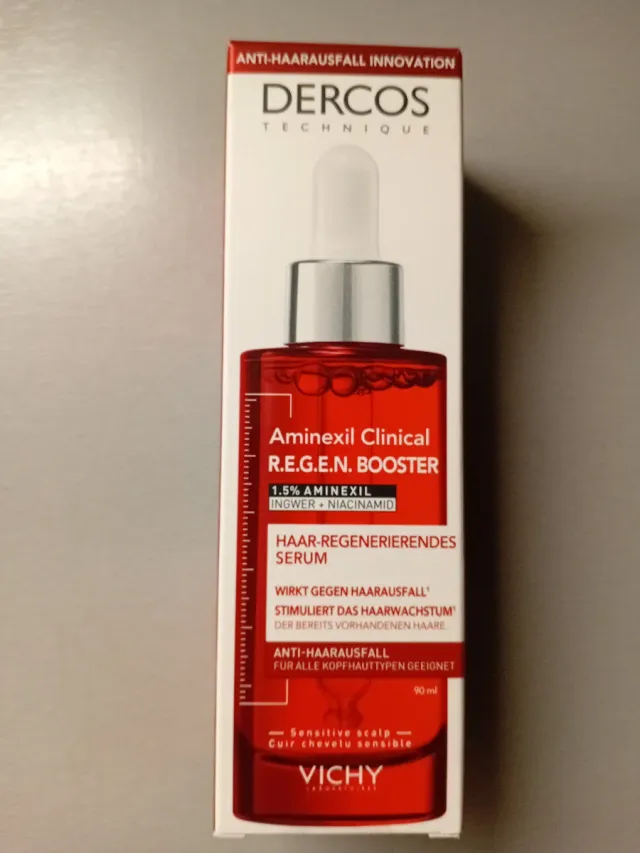 ANTI-HAARAUSFALL INNOVATION
DERCOS
TECHNIQUE
Aminexil Clinical
R.E.G.E.N. BOOSTER
1.5% AMINEXIL
INGWER + NIACINAMID
HAAR-REGENERIERENDES
SERUM
WIRKT GEGEN HAARAUSFALL¹
STIMULIERT DAS HAARWACHSTUM¹
DER BEREITS VORHANDENEN HAARE.
ANTI-HAARAUSFALL
FÜR ALLE KOPFHAUTTYPEN GEEIGNET
90 ml
Sensitive scalp
Cuir chevelu sensible
VICHY
LABORATOIRES